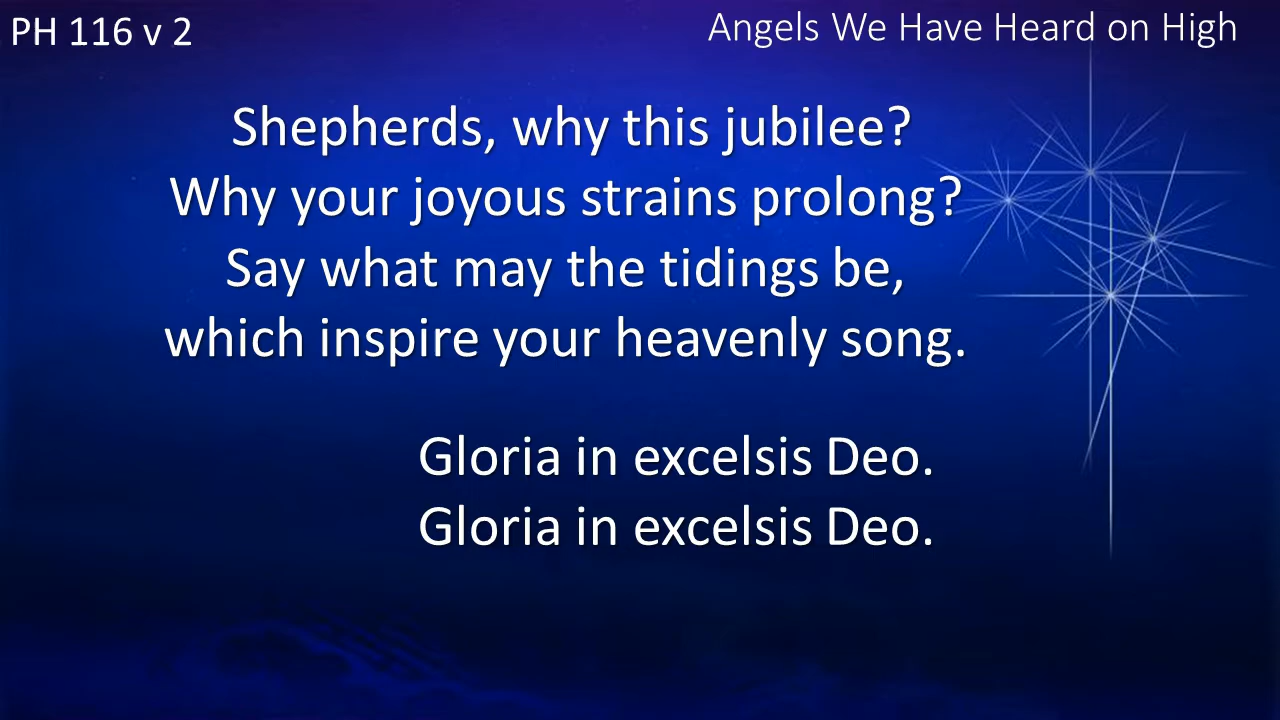 PH 116 v 2
Angels We Have Heard on High
Shepherds, why this jubilee?
Why your joyous strains prolong?
Say what may the tidings be,
which inspire your heavenly song.
Gloria in excelsis Deo.
Gloria in excelsis Deo.